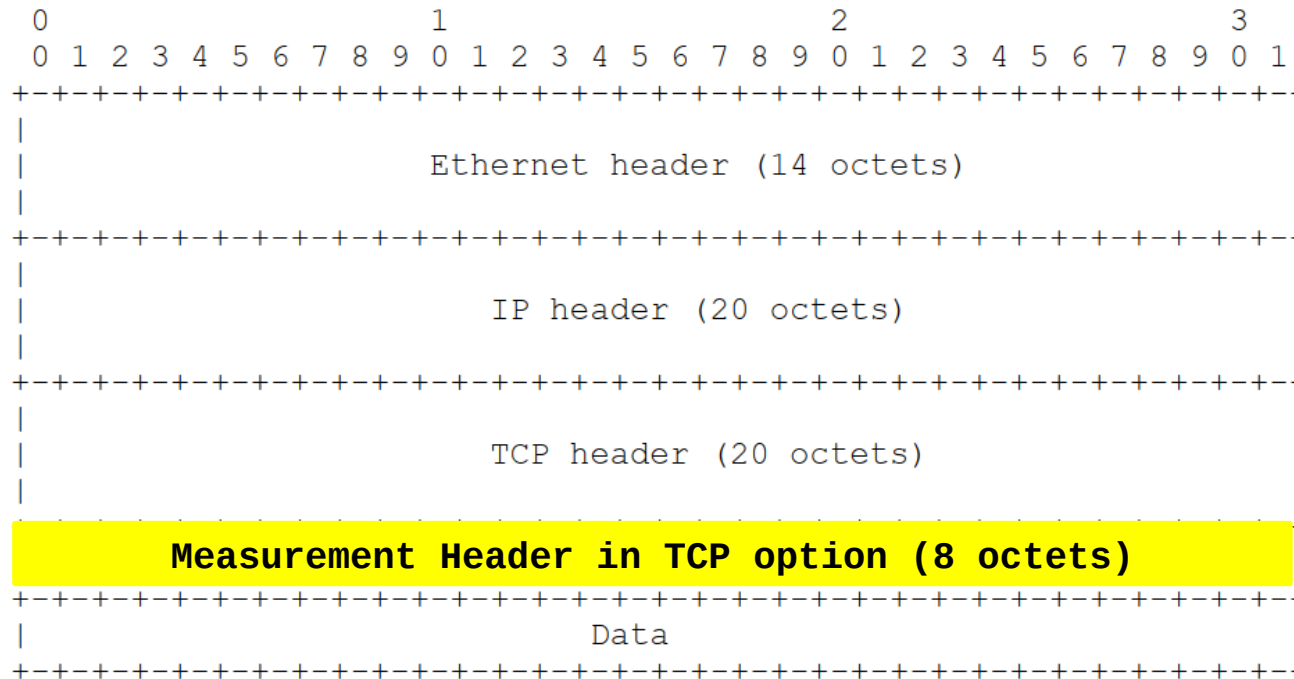 0                   1                   2                   3
0 1 2 3 4 5 6 7 8 9 0 1 2 3 4 5 6 7 8 9 0 1 2 3 4 5 6 7 8 9 0 1
+-+-+-+-+-+-+-+-+-+-+-+-+-+-+-+-+-+-+-+-+-+-+-+-+-+-+-+-+-+-+-+-
|
| Ethernet header (14 octets)
|
+-+-+-+-+-+-+-+-+-+-+-+-+-+-+-+-+-+-+-+-+-+-+-+-+-+-+-+-+-+-+-+-
|
| IP header (20 octets)
|
+-+-+-+-+-+-+-+-+-+-+-+-+-+-+-+-+-+-+-+-+-+-+-+-+-+-+-+-+-+-+-+-
|
| TCP header (20 octets)
|
Measurement Header in TCP option (8 octets)
+-+-+-+-+-+-+-+-+-+-+-+-+-+-+-+-+-+-+-+-+-+-+-+-+-+-+-+-+-+-+-+-
| Data
+-+-+-+-+-+-+-+-+-+-+-+-+-+-+-+-+-+-+-+-+-+-+-+-+-+-+-+-+-+-+-+-